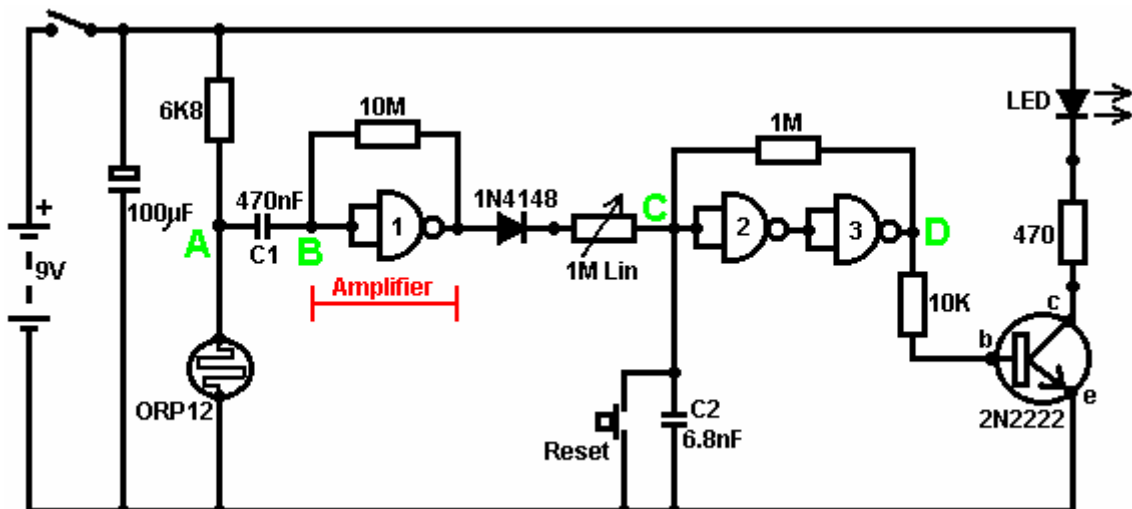 6K8
10M
1M
LED
+
470nF
1N4148
C
100µF
A
C1
B
1
2
3
D
470
9V
1M Lin
Amplifier
10K
c
b
ORP12
C2
e
6.8nF
2N2222
Reset